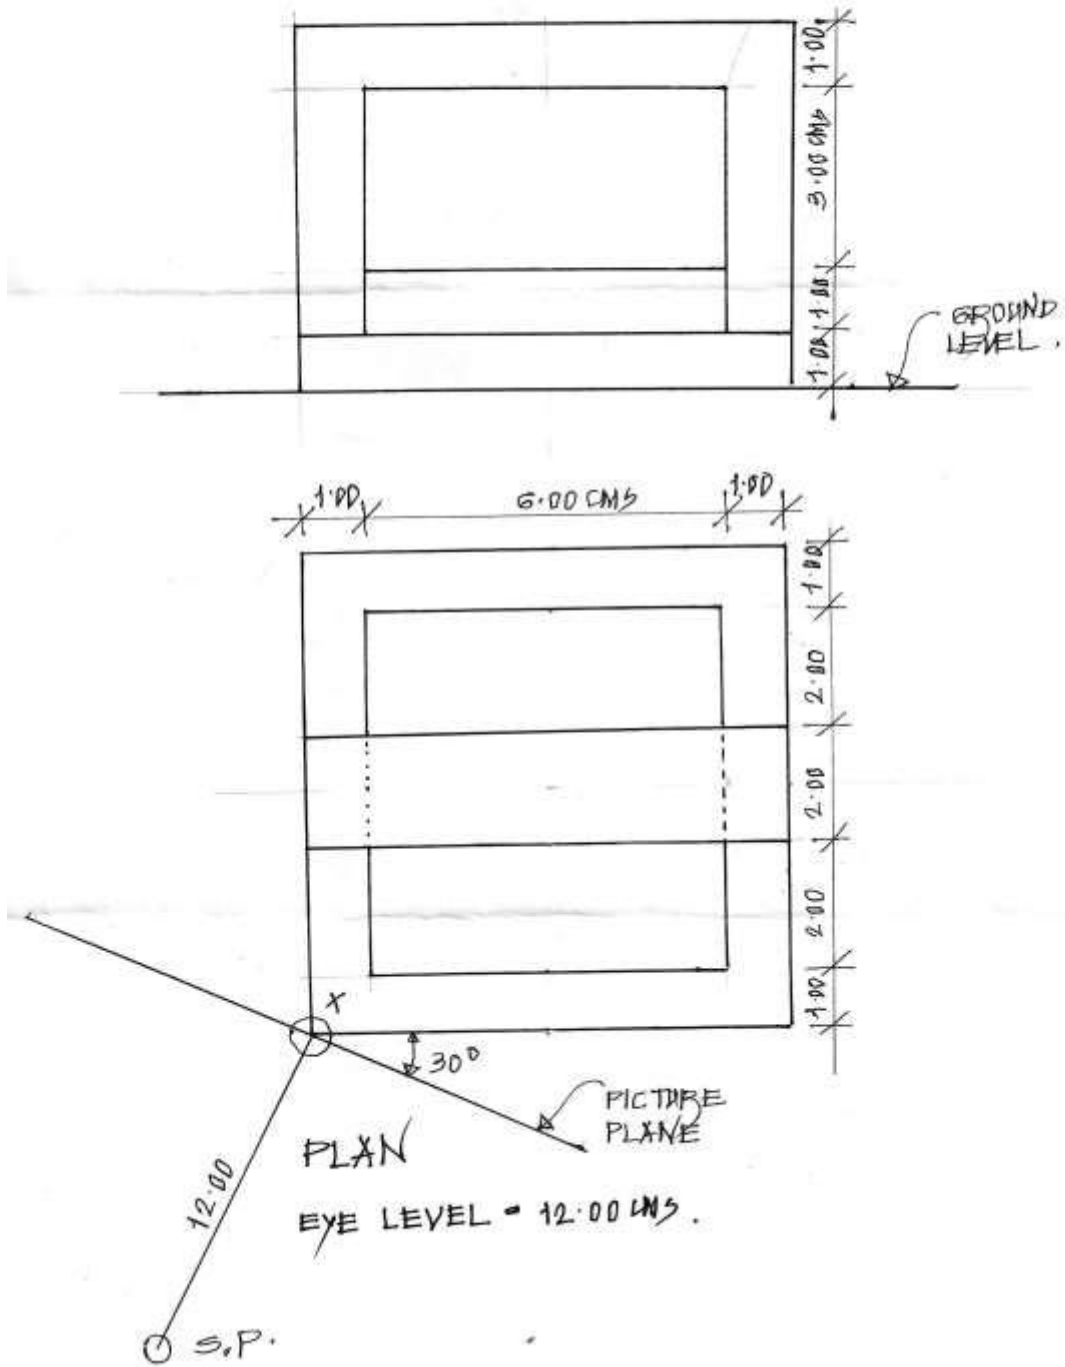 1.00
3.00 CMS
1.00
1.00
GROUND
LEVEL.
1.00
6.00 CMS
1.00
1.00
2.00
2.00
2.00
1.00
X
30°
PICTURE
PLANE
PLAN
12.00
EYE LEVEL = 12.00 CMS.
S.P.